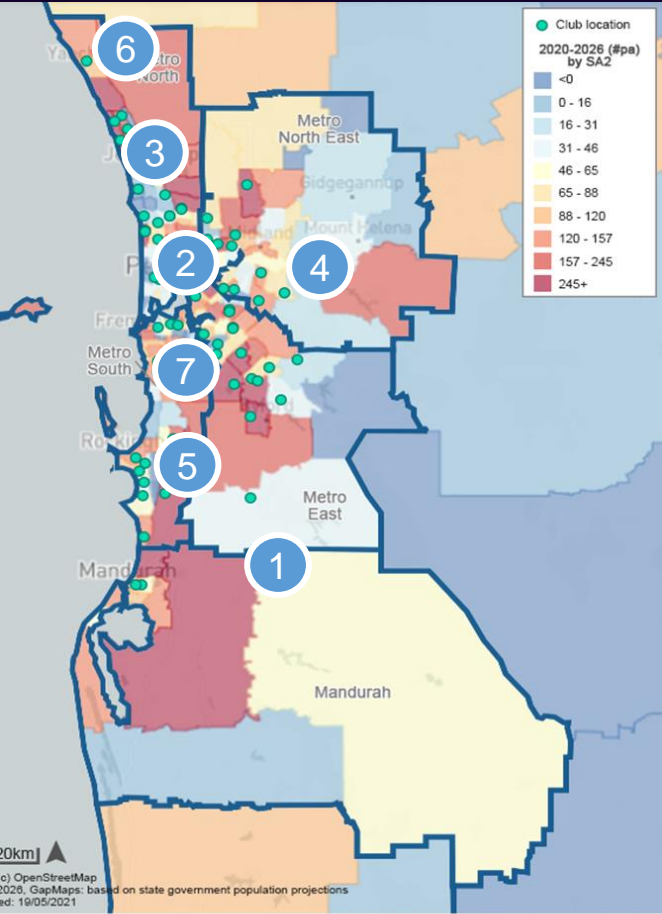 Club location
2020-2026 (#pa)
by SA2
<0
0 - 16
16 - 31
31 - 46
46 - 65
65 - 88
88 - 120
120 - 157
157 - 245
245+
6
Metro
North
Metro
North East
3
Gidgegannup
Midland
Mount Helena
2
4
Metro
South
7
5
Metro
East
1
Mandurah
Mandurah
20km
c) OpenStreetMap
2026, GapMaps: based on state government population projections
ed: 19/05/2021